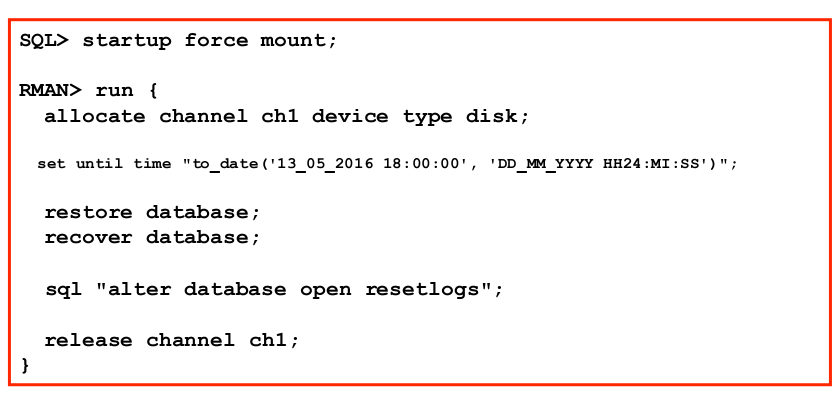 SQL> startup force mount;
RMAN> run {
allocate channel ch1 device type disk;
set until time "to_date('13_05_2016 18:00:00', 'DD_MM_YYYY HH24:MI:SS')";
restore database;
recover database;
sql "alter database open resetlogs";
release channel ch1;
}